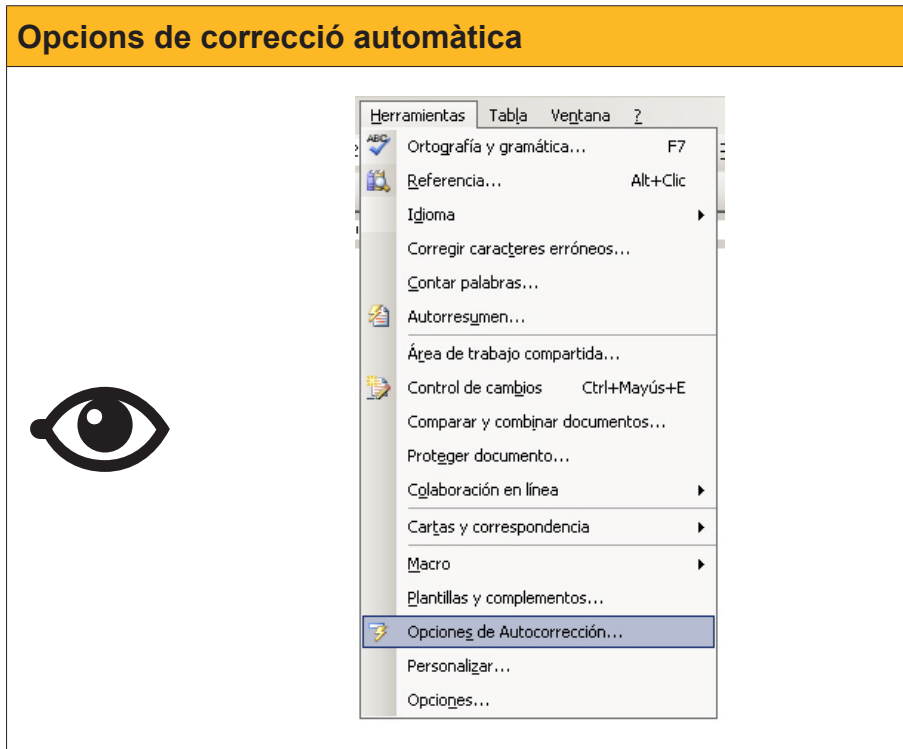 Opcions de correcció automàtica
Herramientas Tabla Ventana ?
Ortografía y gramática... F7
Referencia... Alt+Clic
Idioma
Corregir caracteres erróneos...
Contar palabras...
Autorresumen...
Área de trabajo compartida...
Control de cambios Ctrl+Mayús+E
Comparar y combinar documentos...
Proteger documento...
Colaboración en línea
Cartas y correspondencia
Macro
Plantillas y complementos...
Opciones de Autocorrección...
Personalizar...
Opciones...